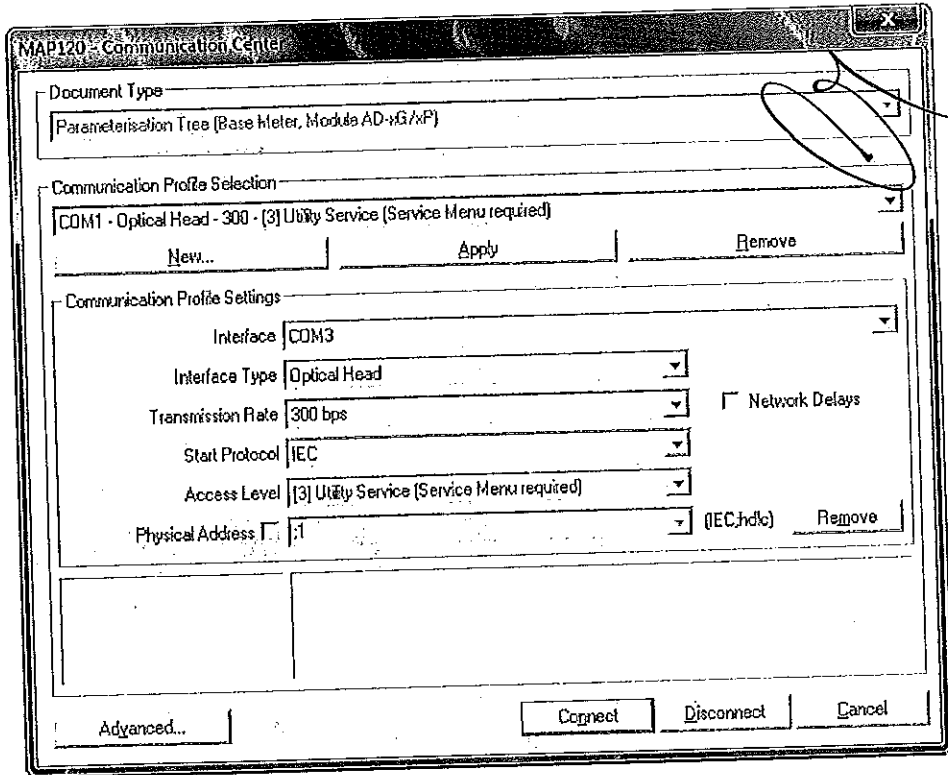 MAP120 - Communication Center
Document Type
Parameterisation Tree (Base Meter, Module AD-xG/xP)
Communication Profile Selection
COM1 - Optical Head - 300 - [3] Utility Service (Service Menu required)
New... Apply Remove
Communication Profile Settings
Interface COM3
Interface Type Optical Head
Transmission Rate 300 bps Network Delays
Start Protocol IEC
Access Level [3] Utility Service (Service Menu required)
Physical Address ;1 (IEC;hdlc) Remove
Advanced... Connect Disconnect Cancel